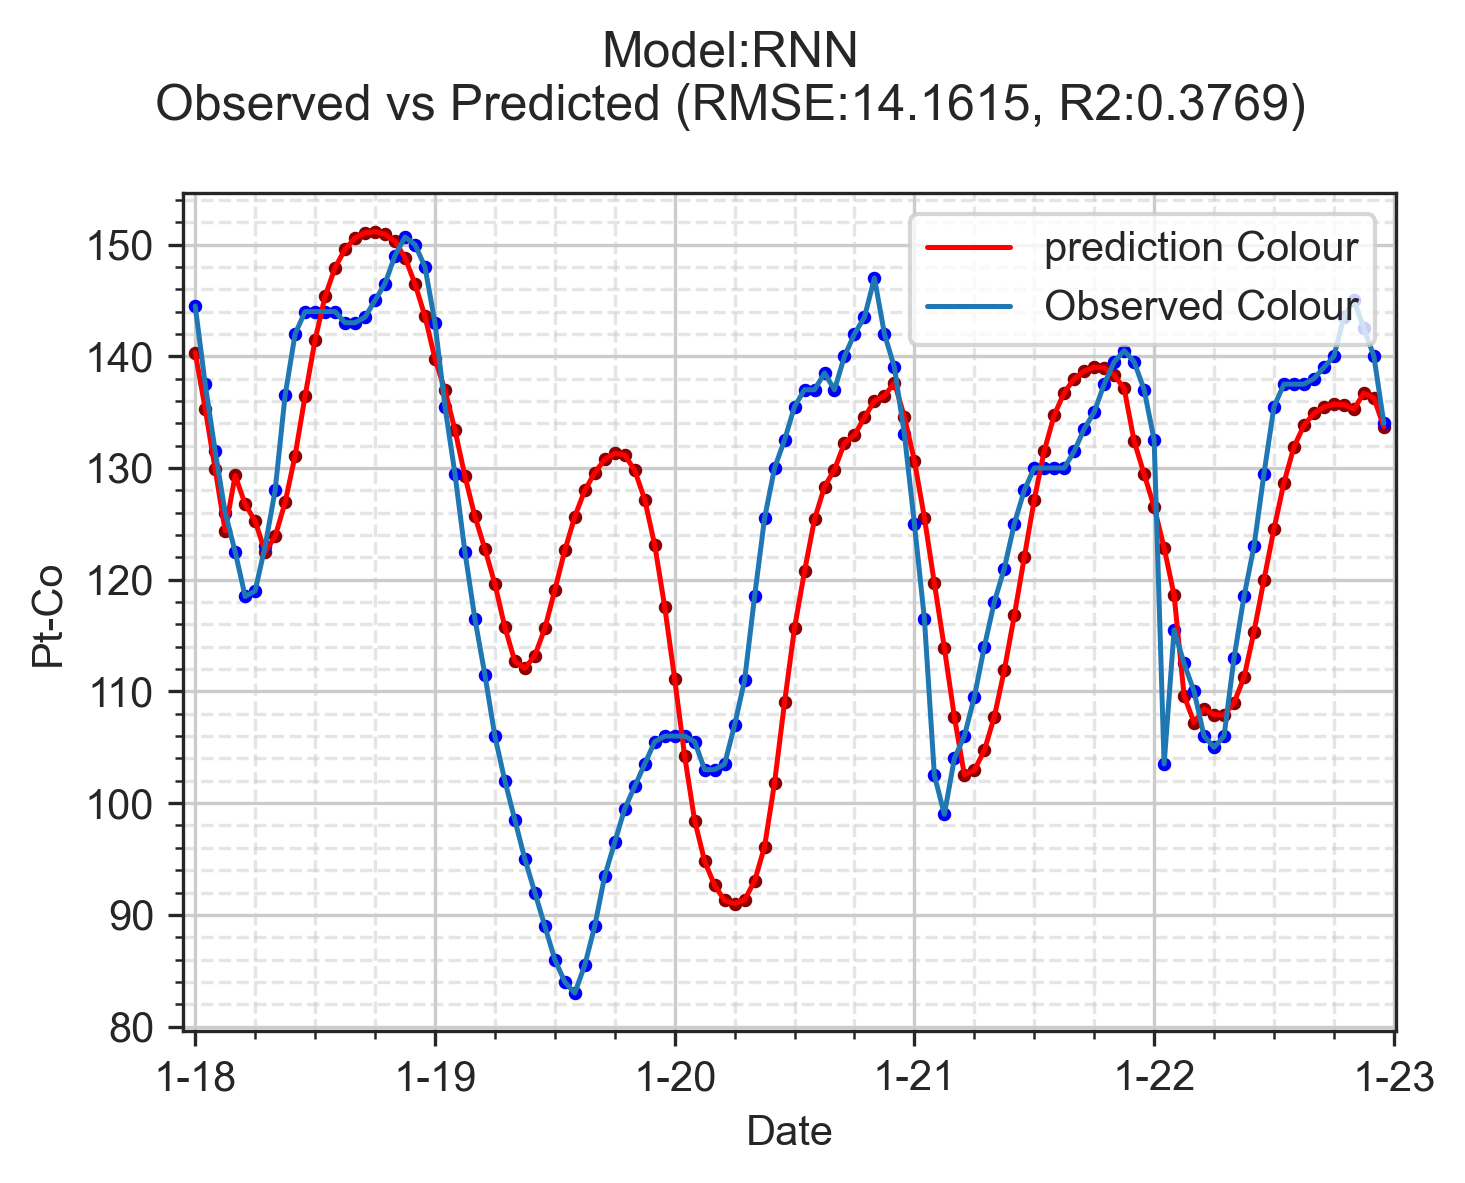 Model:RNN
Observed vs Predicted (RMSE:14.1615, R2:0.3769)
prediction Colour
Observed Colour
150
140
130
120
110
100
90
80
Pt-Co
1-18
1-19
1-20
1-21
1-22
1-23
Date